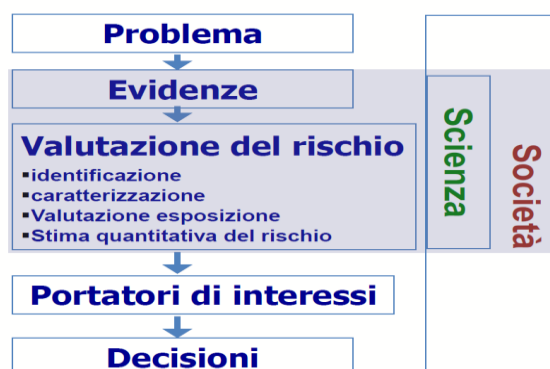 Problema
Evidenze
Valutazione del rischio
▪identificazione
▪caratterizzazione
▪Valutazione esposizione
▪Stima quantitativa del rischio
Portatori di interessi
Decisioni
Scienza
Società